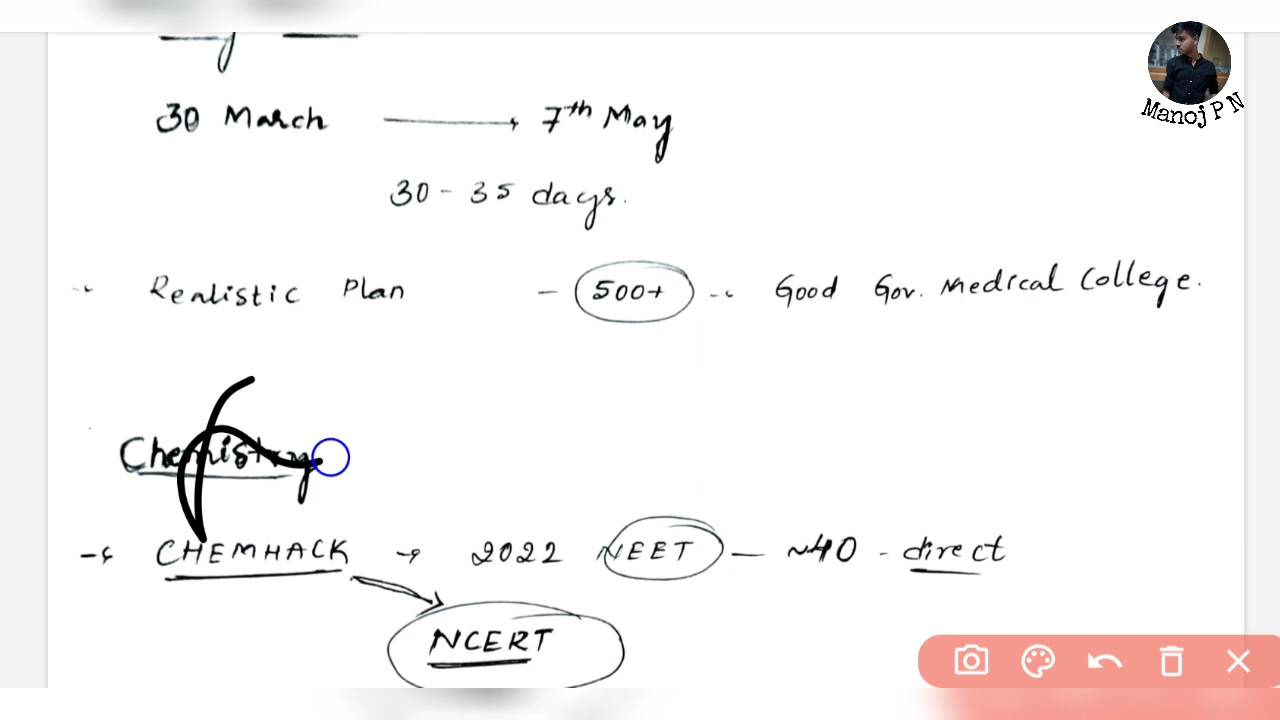 Manoj P N
30 March → 7th May
30 - 35 days.
Realistic Plan - 500+ Good Gov. Medical College.
Chemistry
→ CHEMHACK → 2022 NEET — ~40 - direct
NCERT